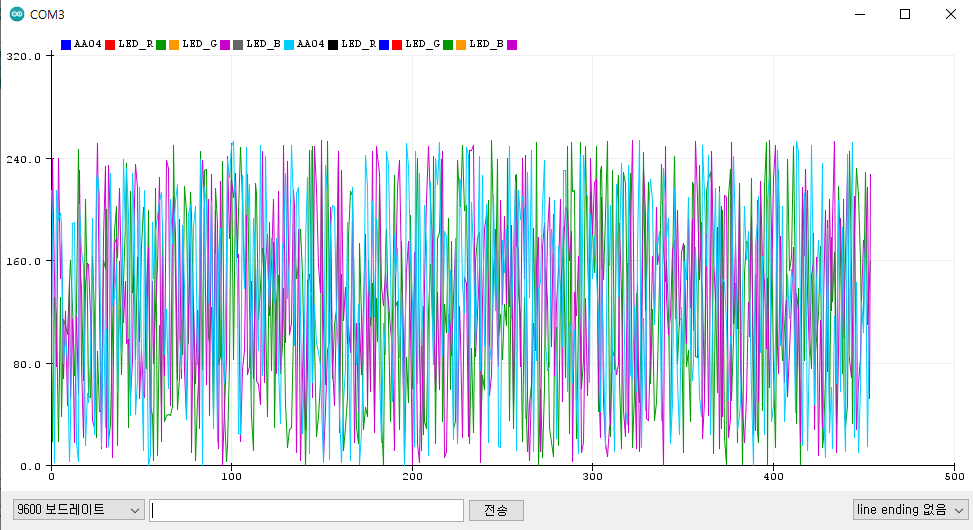 COM3
AA04 LED_R LED_G LED_B AA04 LED_R LED_G LED_B
320.0
240.0
160.0
80.0
0.0
0 100 200 300 400 500
9600 보드레이트 전송 line ending 없음